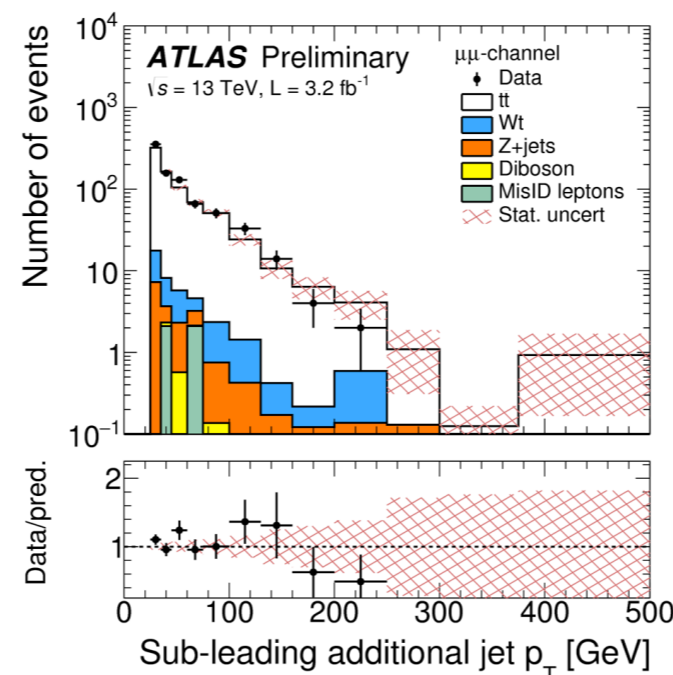 ATLAS Preliminary
√s = 13 TeV, L = 3.2 fb⁻¹
μμ-channel
Data
tt
Wt
Z+jets
Diboson
MisID leptons
Stat. uncert
Number of events
10⁴
10³
10²
10
1
10⁻¹
Data/pred.
2
1
0 100 200 300 400 500
Sub-leading additional jet p_T [GeV]